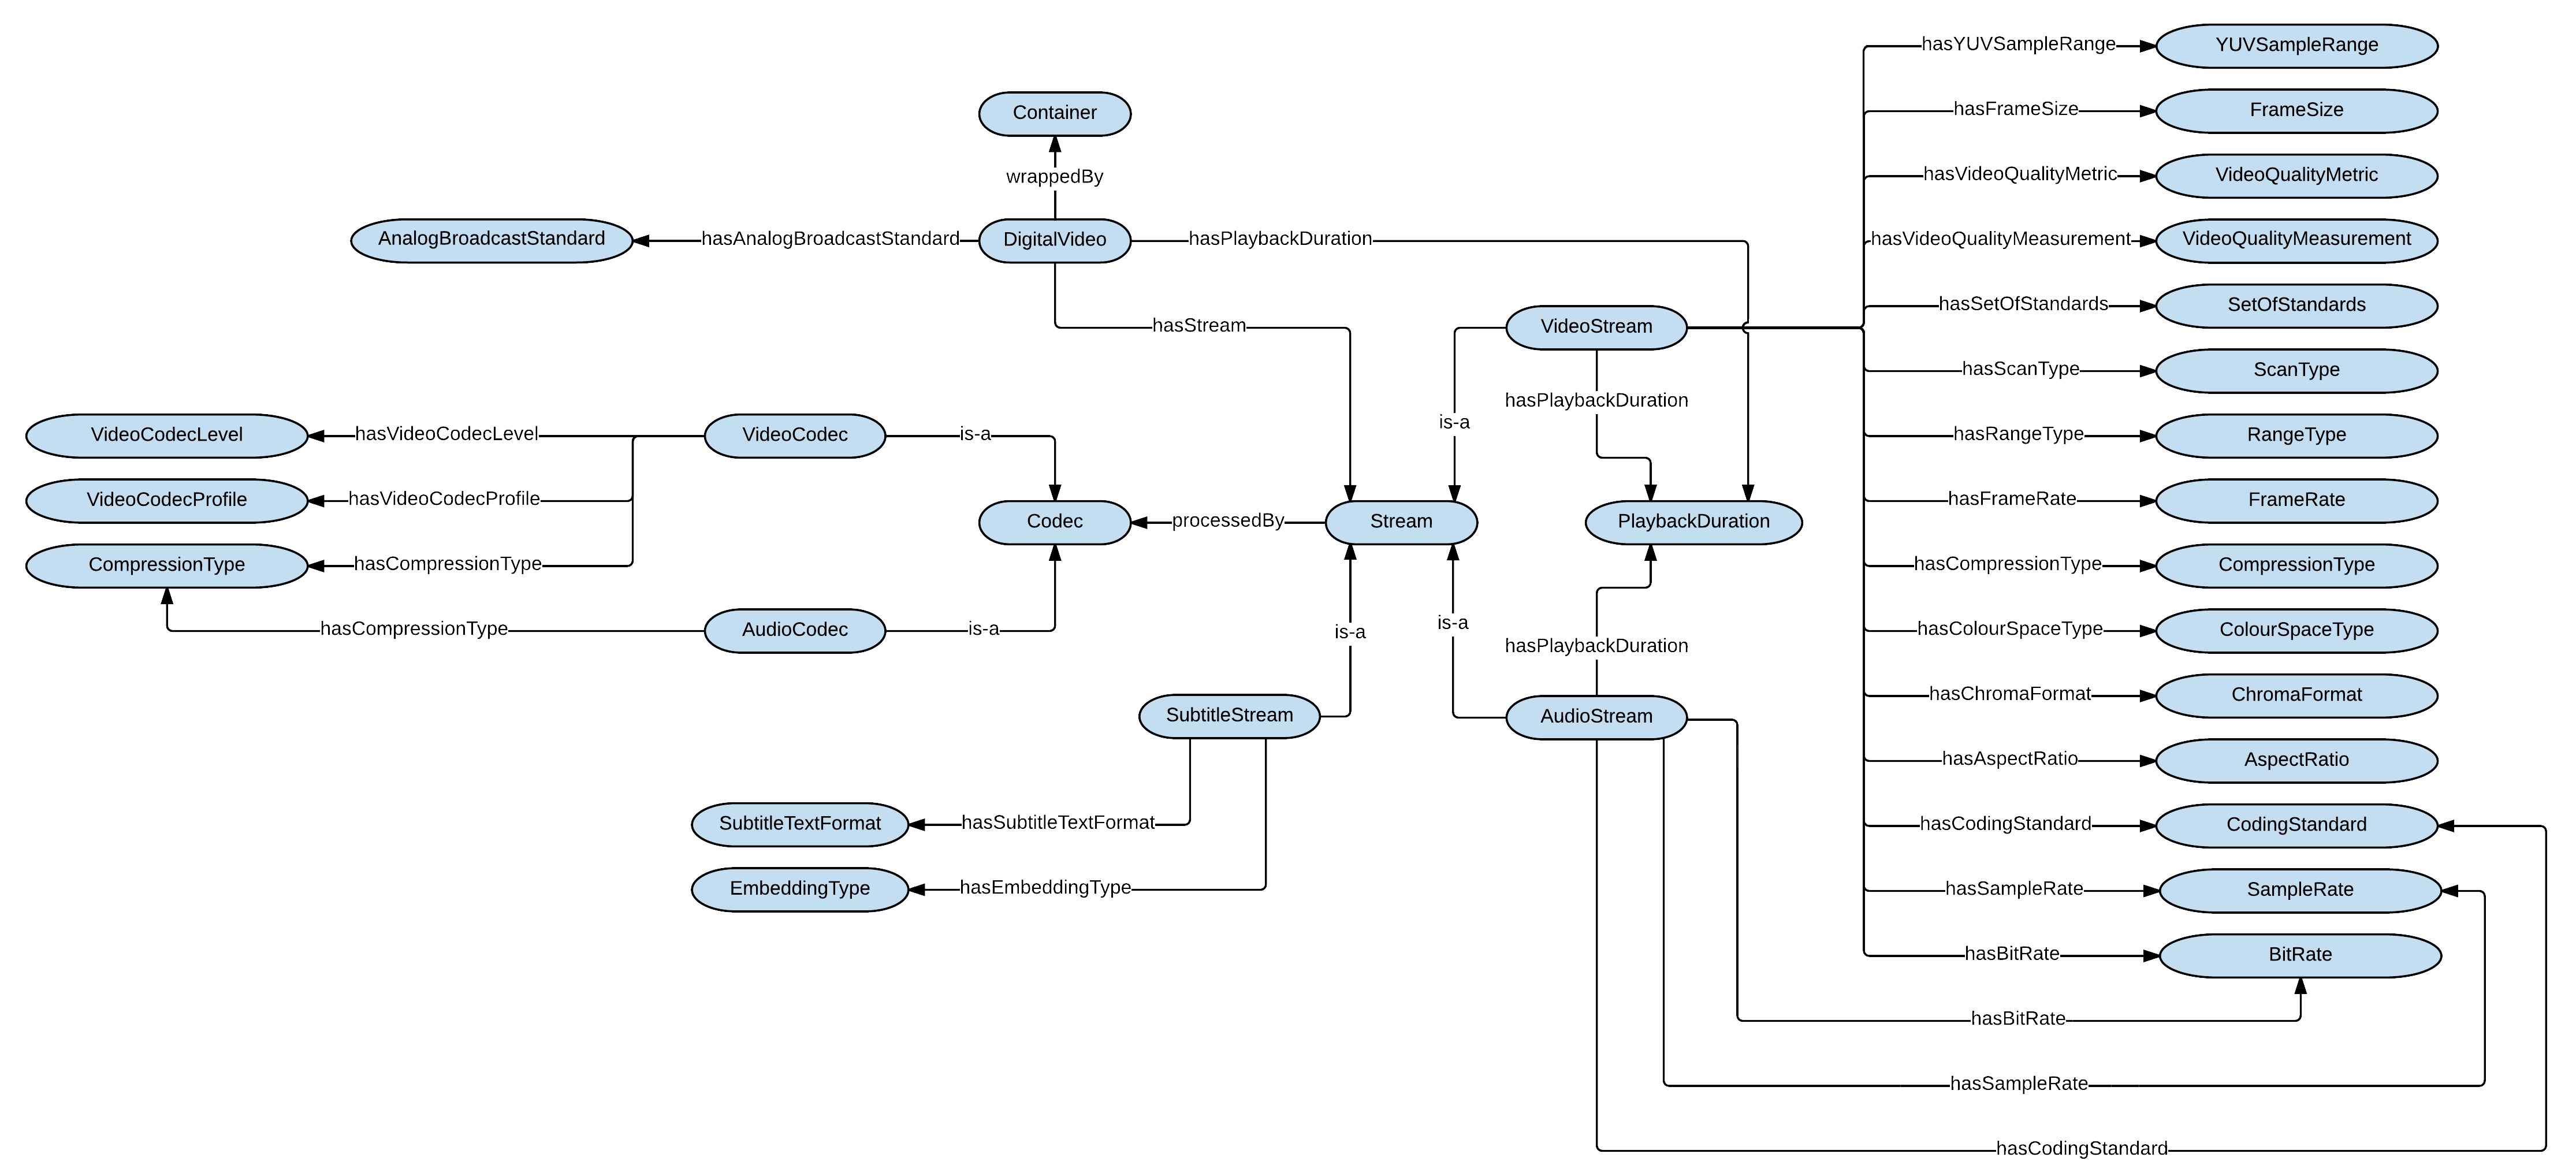 hasYUVSampleRange
YUVSampleRange
Container
hasFrameSize
FrameSize
wrappedBy
hasVideoQualityMetric
VideoQualityMetric
AnalogBroadcastStandard
hasAnalogBroadcastStandard
DigitalVideo
hasPlaybackDuration
hasVideoQualityMeasurement
VideoQualityMeasurement
hasStream
VideoStream
hasSetOfStandards
SetOfStandards
hasScanType
ScanType
hasPlaybackDuration
is-a
VideoCodecLevel
hasVideoCodecLevel
VideoCodec
is-a
hasRangeType
RangeType
VideoCodecProfile
hasVideoCodecProfile
hasFrameRate
FrameRate
Codec
processedBy
Stream
PlaybackDuration
CompressionType
hasCompressionType
hasCompressionType
CompressionType
hasCompressionType
AudioCodec
is-a
is-a
is-a
hasPlaybackDuration
hasColourSpaceType
ColourSpaceType
SubtitleStream
AudioStream
hasChromaFormat
ChromaFormat
hasAspectRatio
AspectRatio
SubtitleTextFormat
hasSubtitleTextFormat
hasCodingStandard
CodingStandard
EmbeddingType
hasEmbeddingType
hasSampleRate
SampleRate
hasBitRate
BitRate
hasBitRate
hasSampleRate
hasCodingStandard